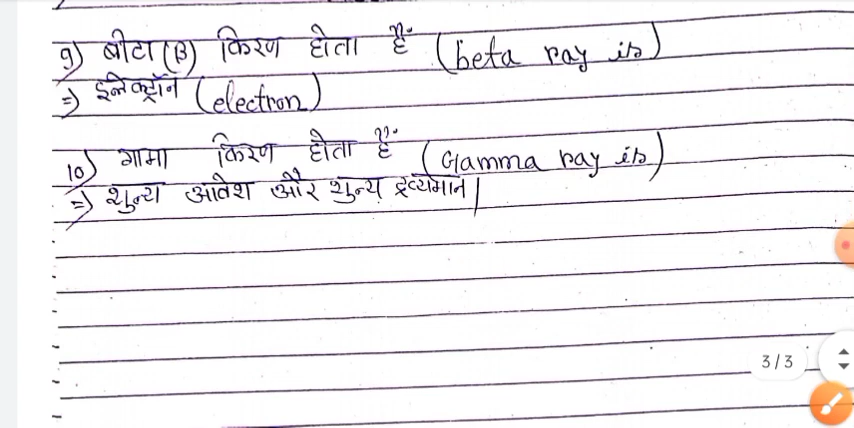 9) बीटा (β) किरण होता है (beta ray is)
=) इलेक्ट्रॉन (electron)
10) गामा किरण होता है (Gamma ray is)
=) शुन्य आवेश और शुन्य द्रव्यमान|
3/3